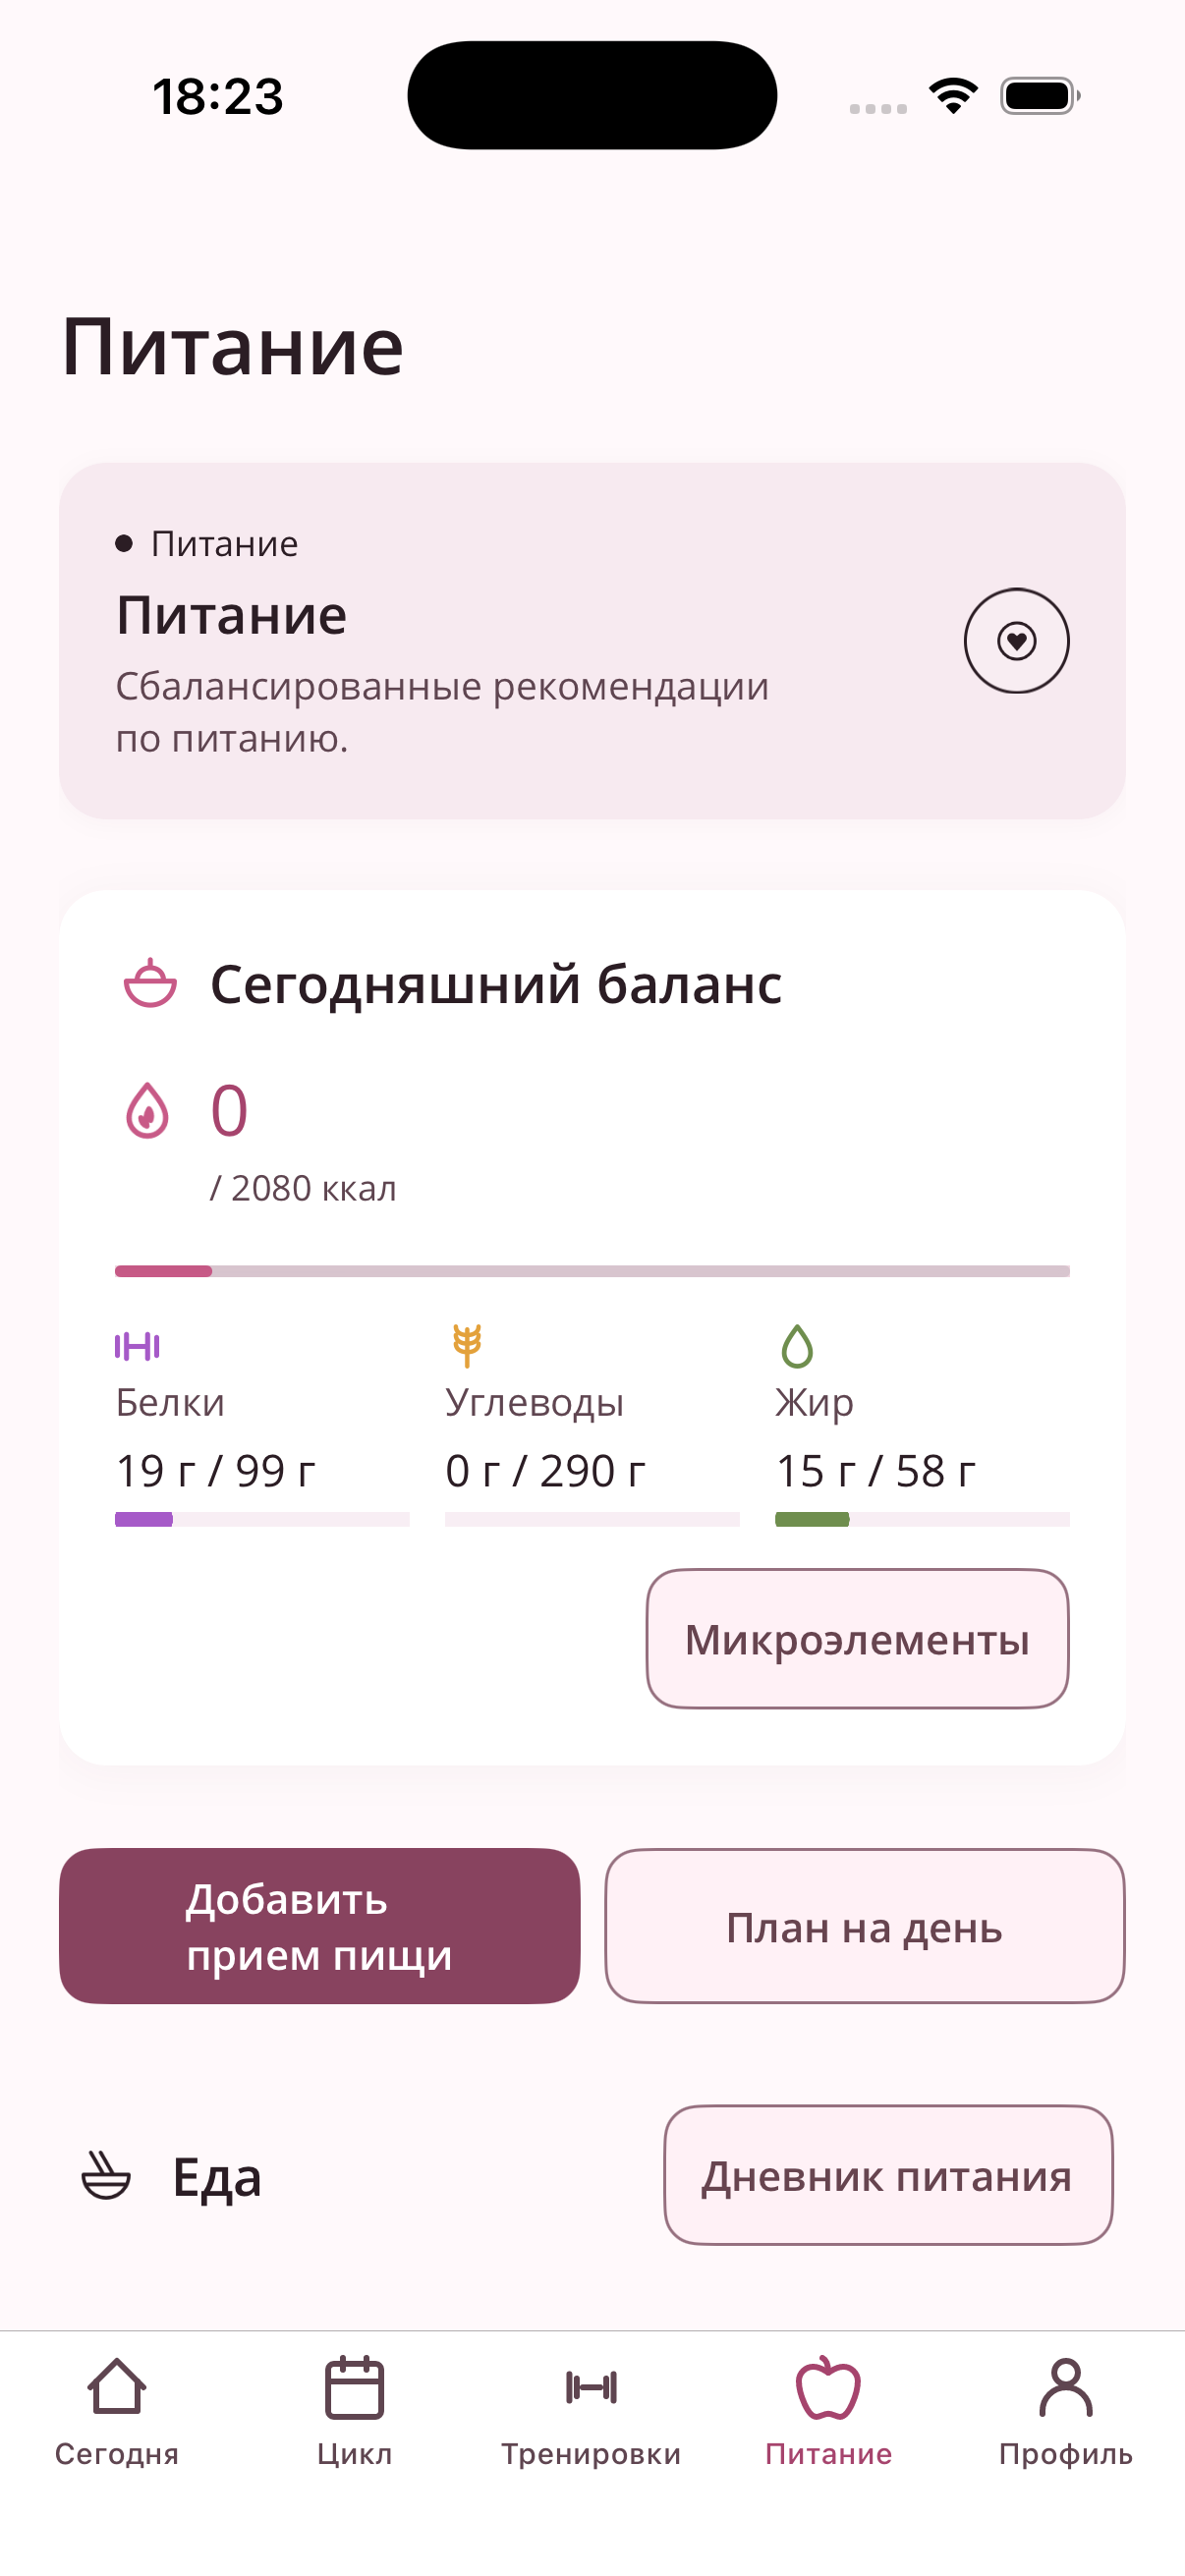 18:23
Питание
Питание
Питание
Сбалансированные рекомендации
по питанию.
Сегодняшний баланс
0
/ 2080 ккал
Белки
Углеводы
Жир
19 г / 99 г
0 г / 290 г
15 г / 58 г
Микроэлементы
Добавить
прием пищи
План на день
Еда
Дневник питания
Сегодня
Цикл
Тренировки
Питание
Профиль